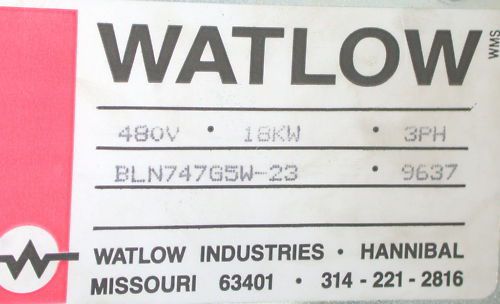 WATLOW
WMS
480V • 18KW • 3PH
BLN747G5W-23 • 9637
WATLOW INDUSTRIES • HANNIBAL
MISSOURI 63401 • 314 - 221 - 2816